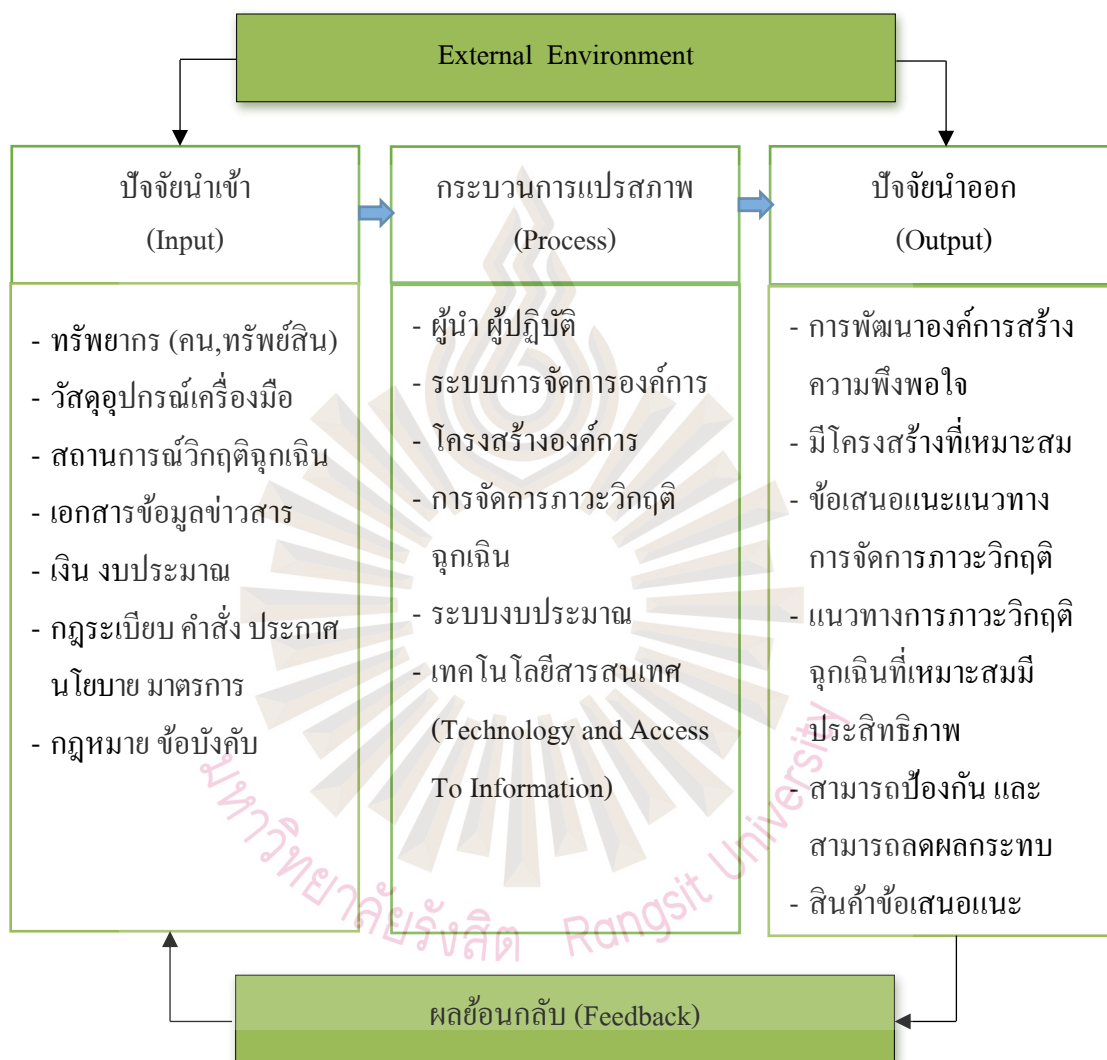 External Environment
ปัจจัยนำเข้า
(Input)
- ทรัพยากร (คน,ทรัพย์สิน)
- วัสดุอุปกรณ์เครื่องมือ
- สถานการณ์วิกฤติฉุกเฉิน
- เอกสารข้อมูลข่าวสาร
- เงิน งบประมาณ
- กฎระเบียบ คำสั่ง ประกาศ
นโยบาย มาตรการ
- กฎหมาย ข้อบังคับ
กระบวนการแปรสภาพ
(Process)
- ผู้นำ ผู้ปฏิบัติ
- ระบบการจัดการองค์การ
- โครงสร้างองค์การ
- การจัดการภาวะวิกฤติ
ฉุกเฉิน
- ระบบงบประมาณ
- เทคโนโลยีสารสนเทศ
(Technology and Access
To Information)
ปัจจัยนำออก
(Output)
- การพัฒนาองค์การสร้าง
ความพึงพอใจ
- มีโครงสร้างที่เหมาะสม
- ข้อเสนอแนะแนวทาง
การจัดการภาวะวิกฤติ
- แนวทางการภาวะวิกฤติ
ฉุกเฉินที่เหมาะสมมี
ประสิทธิภาพ
- สามารถป้องกัน และ
สามารถลดผลกระทบ
- สินค้าข้อเสนอแนะ
ผลย้อนกลับ (Feedback)
มหาวิทยาลัยรังสิต Rangsit University